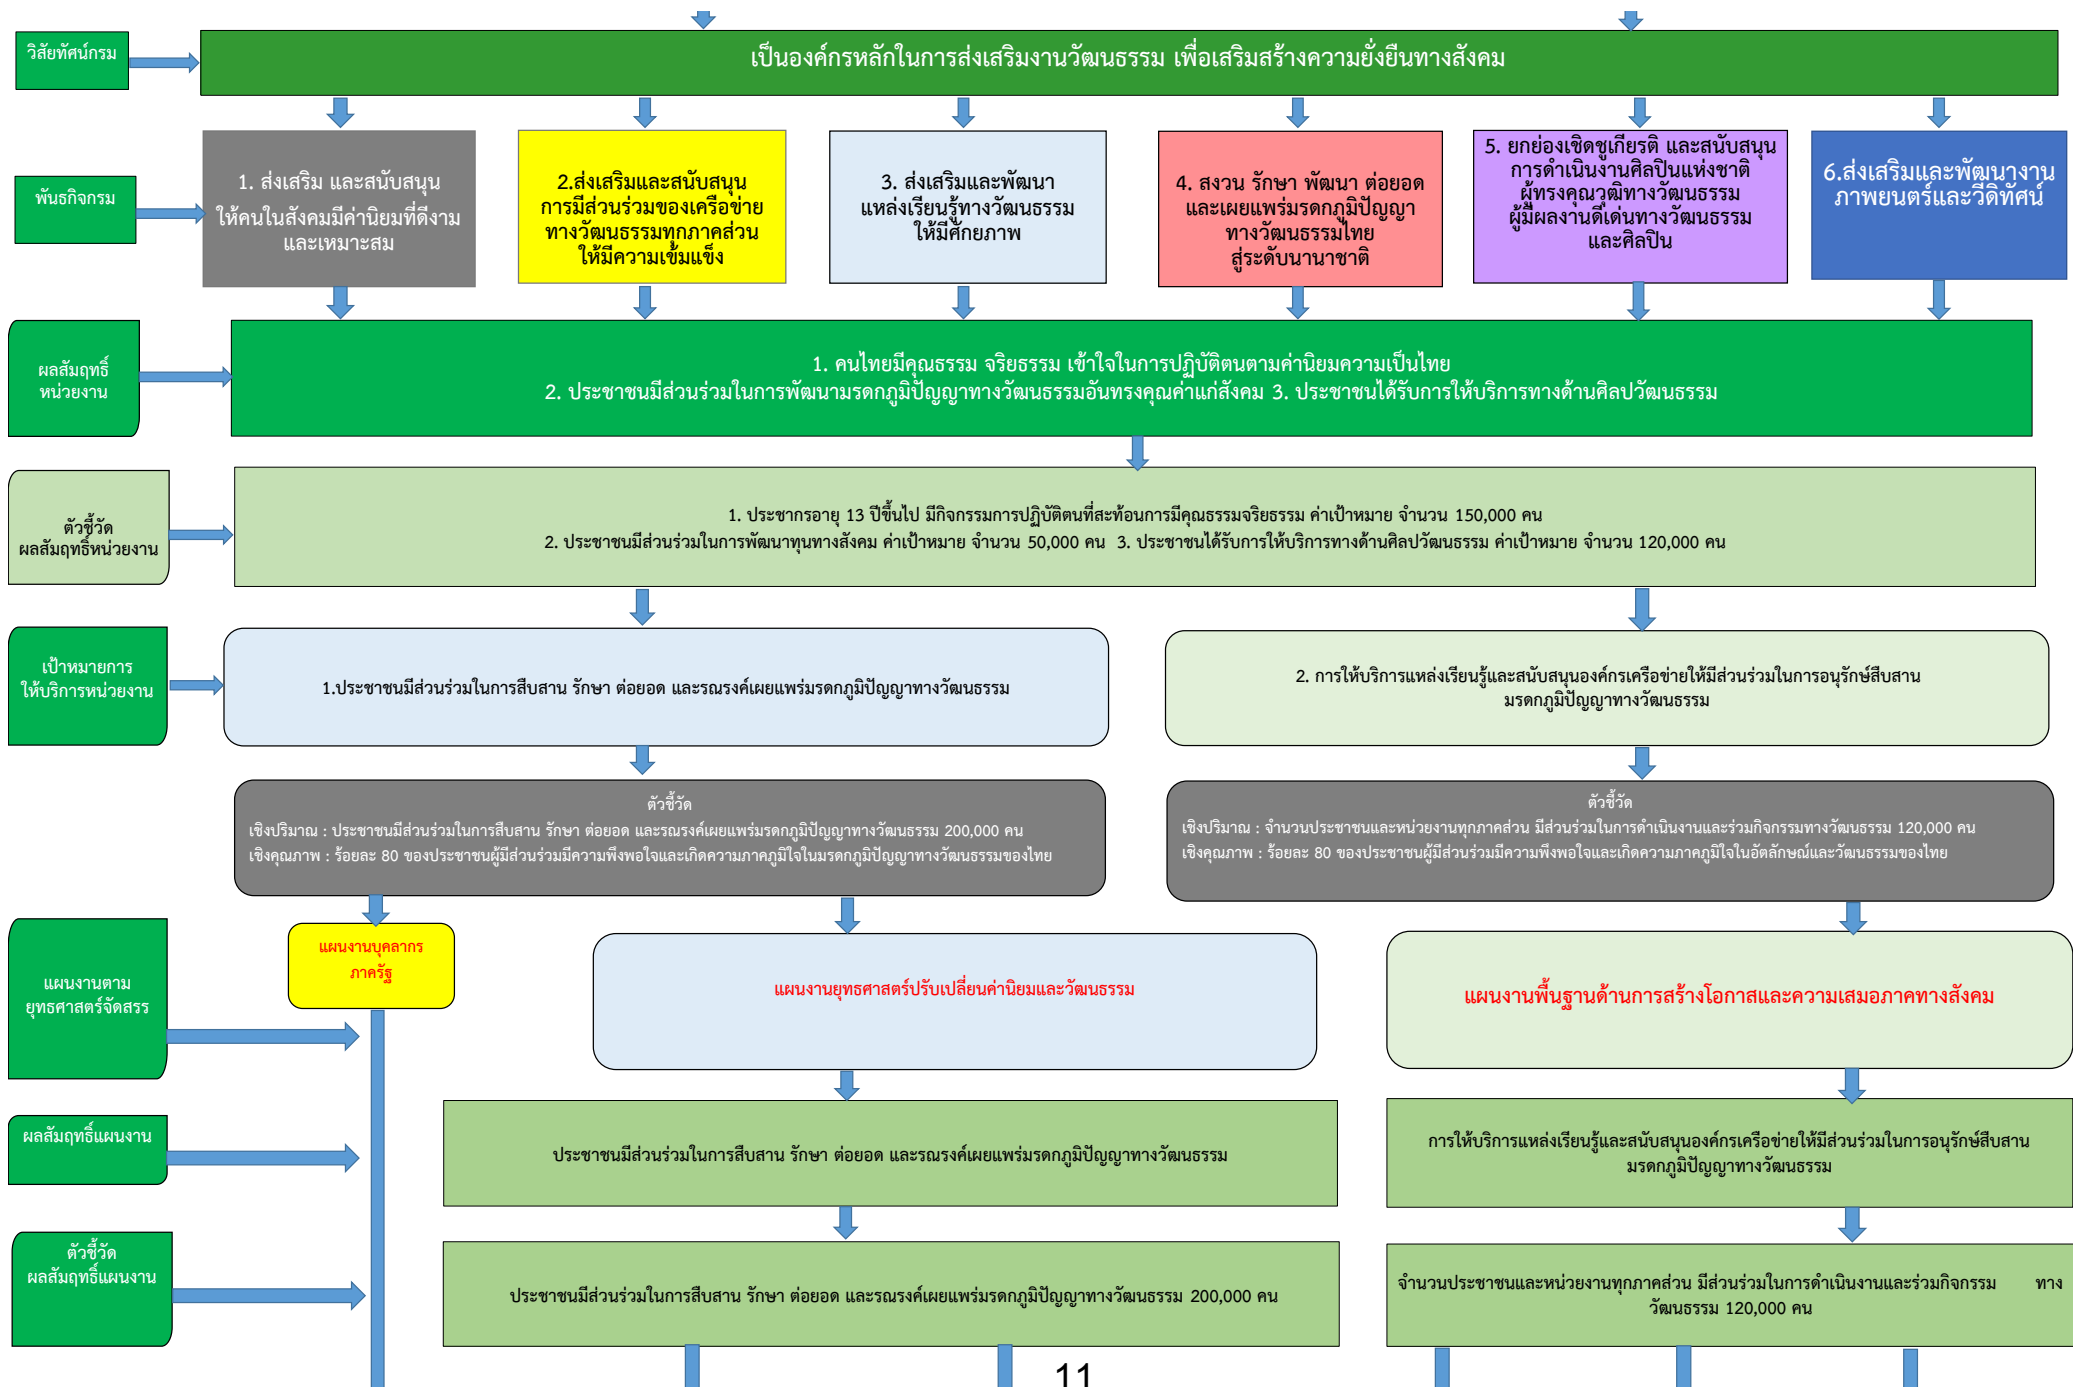 วิสัยทัศน์กรม
เป็นองค์กรหลักในการส่งเสริมงานวัฒนธรรม เพื่อเสริมสร้างความยั่งยืนทางสังคม
พันธกิจกรม
1. ส่งเสริม และสนับสนุน
ให้คนในสังคมมีค่านิยมที่ดีงาม
และเหมาะสม
2.ส่งเสริมและสนับสนุน
การมีส่วนร่วมของเครือข่าย
ทางวัฒนธรรมทุกภาคส่วน
ให้มีความเข้มแข็ง
3. ส่งเสริมและพัฒนา
แหล่งเรียนรู้ทางวัฒนธรรม
ให้มีศักยภาพ
4. สงวน รักษา พัฒนา ต่อยอด
และเผยแพร่มรดกภูมิปัญญา
ทางวัฒนธรรมไทย
สู่ระดับนานาชาติ
5. ยกย่องเชิดชูเกียรติ และสนับสนุน
การดำเนินงานศิลปินแห่งชาติ
ผู้ทรงคุณวุฒิทางวัฒนธรรม
ผู้มีผลงานดีเด่นทางวัฒนธรรม
และศิลปิน
6.ส่งเสริมและพัฒนางาน
ภาพยนตร์และวีดิทัศน์
ผลสัมฤทธิ์
หน่วยงาน
1. คนไทยมีคุณธรรม จริยธรรม เข้าใจในการปฏิบัติตนตามค่านิยมความเป็นไทย
2. ประชาชนมีส่วนร่วมในการพัฒนามรดกภูมิปัญญาทางวัฒนธรรมอันทรงคุณค่าแก่สังคม 3. ประชาชนได้รับการให้บริการทางด้านศิลปวัฒนธรรม
ตัวชี้วัด
ผลสัมฤทธิ์หน่วยงาน
1. ประชากรอายุ 13 ปีขึ้นไป มีกิจกรรมการปฏิบัติตนที่สะท้อนการมีคุณธรรมจริยธรรม ค่าเป้าหมาย จำนวน 150,000 คน
2. ประชาชนมีส่วนร่วมในการพัฒนาทุนทางสังคม ค่าเป้าหมาย จำนวน 50,000 คน 3. ประชาชนได้รับการให้บริการทางด้านศิลปวัฒนธรรม ค่าเป้าหมาย จำนวน 120,000 คน
เป้าหมายการ
ให้บริการหน่วยงาน
1.ประชาชนมีส่วนร่วมในการสืบสาน รักษา ต่อยอด และรณรงค์เผยแพร่มรดกภูมิปัญญาทางวัฒนธรรม
2. การให้บริการแหล่งเรียนรู้และสนับสนุนองค์กรเครือข่ายให้มีส่วนร่วมในการอนุรักษ์สืบสาน
มรดกภูมิปัญญาทางวัฒนธรรม
ตัวชี้วัด
เชิงปริมาณ : ประชาชนมีส่วนร่วมในการสืบสาน รักษา ต่อยอด และรณรงค์เผยแพร่มรดกภูมิปัญญาทางวัฒนธรรม 200,000 คน
เชิงคุณภาพ : ร้อยละ 80 ของประชาชนผู้มีส่วนร่วมมีความพึงพอใจและเกิดความภาคภูมิใจในมรดกภูมิปัญญาทางวัฒนธรรมของไทย
ตัวชี้วัด
เชิงปริมาณ : จำนวนประชาชนและหน่วยงานทุกภาคส่วน มีส่วนร่วมในการดำเนินงานและร่วมกิจกรรมทางวัฒนธรรม 120,000 คน
เชิงคุณภาพ : ร้อยละ 80 ของประชาชนผู้มีส่วนร่วมมีความพึงพอใจและเกิดความภาคภูมิใจในอัตลักษณ์และวัฒนธรรมของไทย
แผนงานตาม
ยุทธศาสตร์จัดสรร
แผนงานบุคลากร
ภาครัฐ
แผนงานยุทธศาสตร์ปรับเปลี่ยนค่านิยมและวัฒนธรรม
แผนงานพื้นฐานด้านการสร้างโอกาสและความเสมอภาคทางสังคม
ผลสัมฤทธิ์แผนงาน
ประชาชนมีส่วนร่วมในการสืบสาน รักษา ต่อยอด และรณรงค์เผยแพร่มรดกภูมิปัญญาทางวัฒนธรรม
การให้บริการแหล่งเรียนรู้และสนับสนุนองค์กรเครือข่ายให้มีส่วนร่วมในการอนุรักษ์สืบสาน
มรดกภูมิปัญญาทางวัฒนธรรม
ตัวชี้วัด
ผลสัมฤทธิ์แผนงาน
ประชาชนมีส่วนร่วมในการสืบสาน รักษา ต่อยอด และรณรงค์เผยแพร่มรดกภูมิปัญญาทางวัฒนธรรม 200,000 คน
จำนวนประชาชนและหน่วยงานทุกภาคส่วน มีส่วนร่วมในการดำเนินงานและร่วมกิจกรรม ทาง
วัฒนธรรม 120,000 คน
11